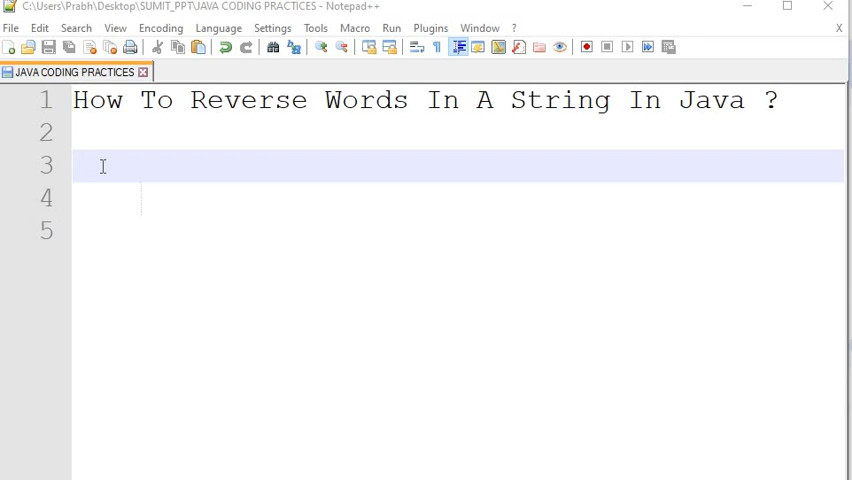 C:\Users\Prabh\Desktop\SUMIT_PPT\JAVA CODING PRACTICES - Notepad++
File Edit Search View Encoding Language Settings Tools Macro Run Plugins Window ? X
JAVA CODING PRACTICES
1 How To Reverse Words In A String In Java ?
2
3
4
5